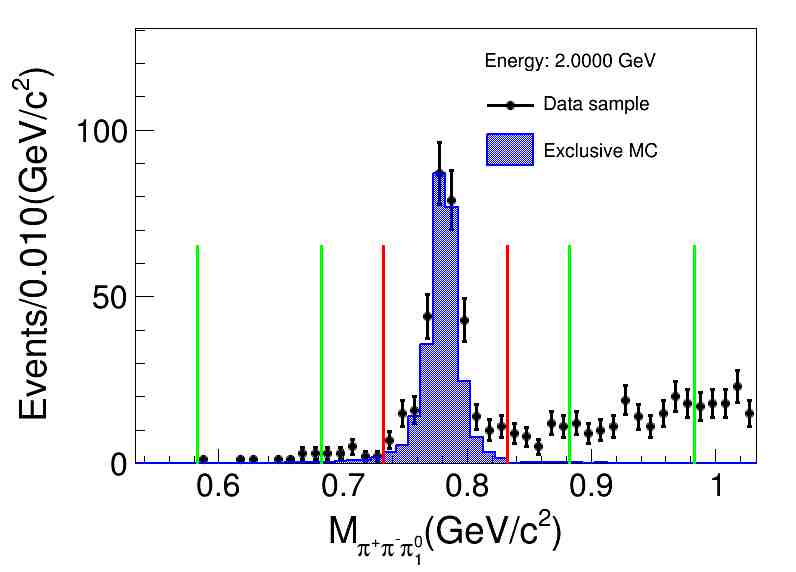 Energy: 2.0000 GeV
Data sample
Exclusive MC
Events/0.010(GeV/c²)
100
50
0
0.6 0.7 0.8 0.9 1
M_π⁺π⁻π⁰₁(GeV/c²)